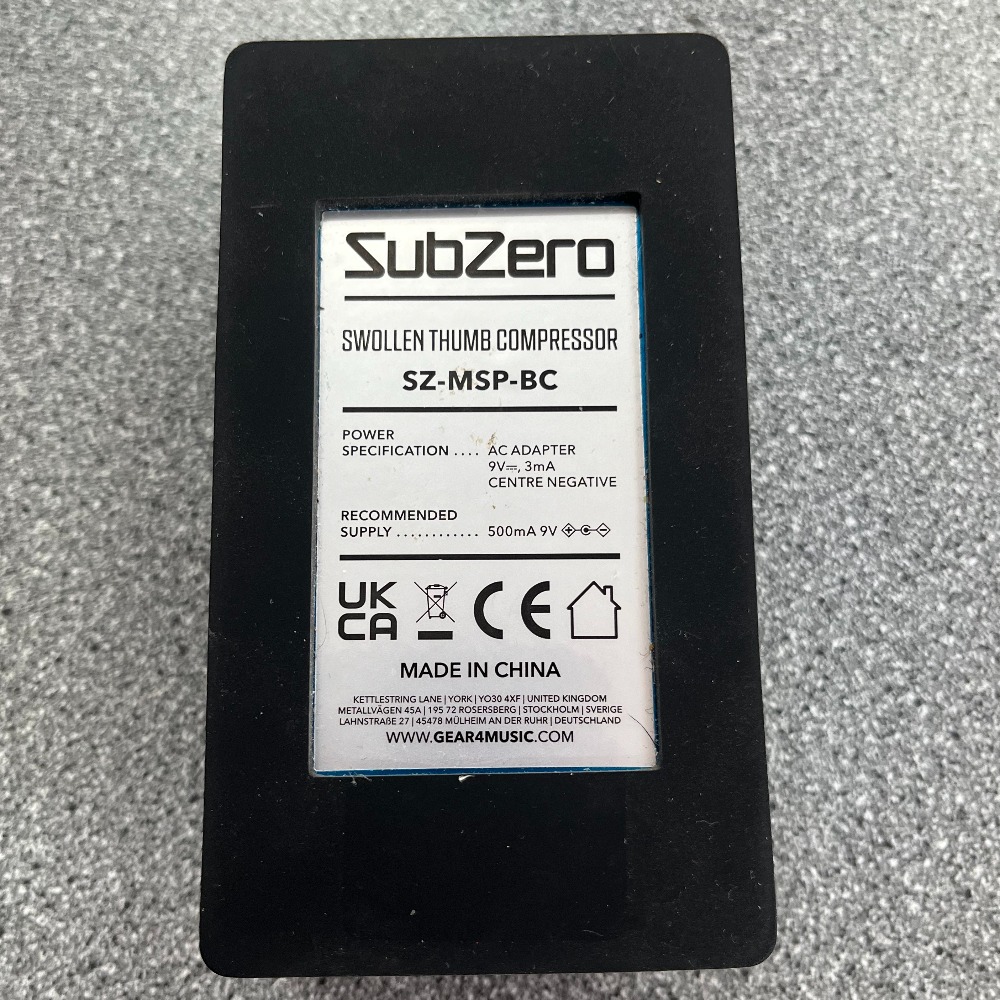 SubZero
SWOLLEN THUMB COMPRESSOR
SZ-MSP-BC
POWER
SPECIFICATION .... AC ADAPTER
9V⎓, 3mA
CENTRE NEGATIVE
RECOMMENDED
SUPPLY ............ 500mA 9V
UK
CA
CE
MADE IN CHINA
KETTLESTRING LANE | YORK | YO30 4XF | UNITED KINGDOM
METALLVÄGEN 45A | 195 72 ROSERSBERG | STOCKHOLM | SVERIGE
LAHNSTRAßE 27 | 45478 MÜLHEIM AN DER RUHR | DEUTSCHLAND
WWW.GEAR4MUSIC.COM